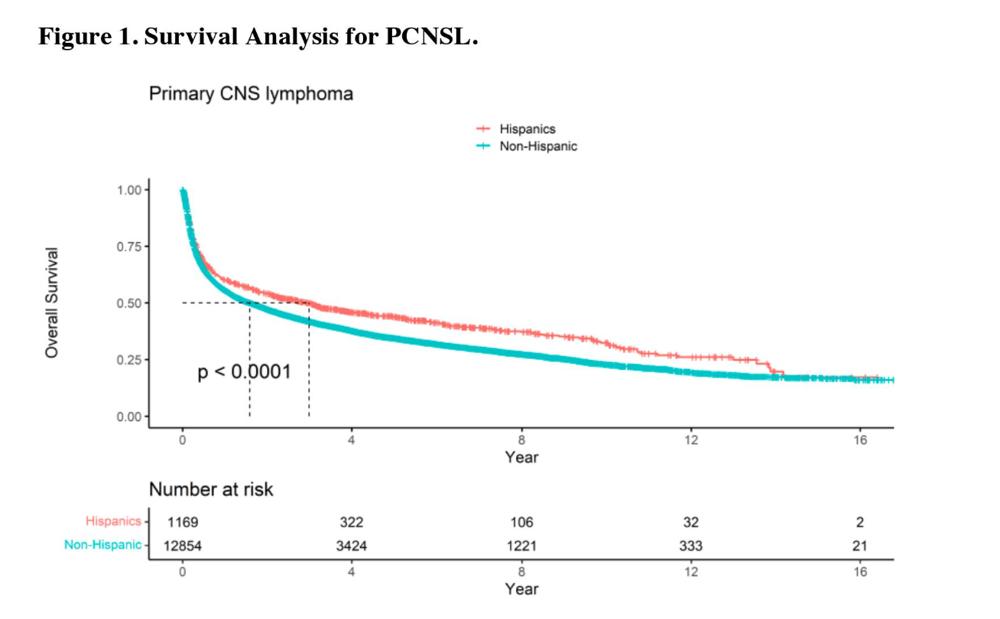 Figure 1. Survival Analysis for PCNSL.
Primary CNS lymphoma
Hispanics
Non-Hispanic
Overall Survival
1.00
0.75
0.50
0.25
0.00
p < 0.0001
0 4 8 12 16
Year
Number at risk
Hispanics 1169 322 106 32 2
Non-Hispanic 12854 3424 1221 333 21
0 4 8 12 16
Year